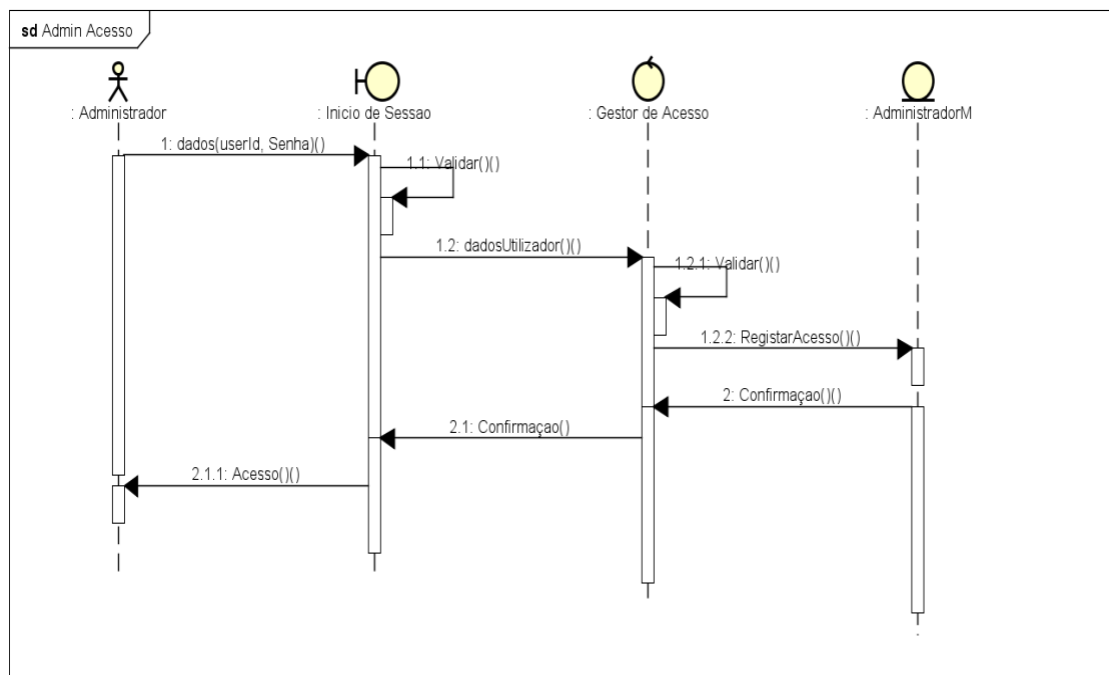 sd Admin Acesso
: Administrador
: Inicio de Sessao
: Gestor de Acesso
: AdministradorM
1: dados(userId, Senha)()
1.1: Validar()()
1.2: dadosUtilizador()()
1.2.1: Validar()()
1.2.2: RegistarAcesso()()
2: Confirmaçao()()
2.1: Confirmaçao()
2.1.1: Acesso()()